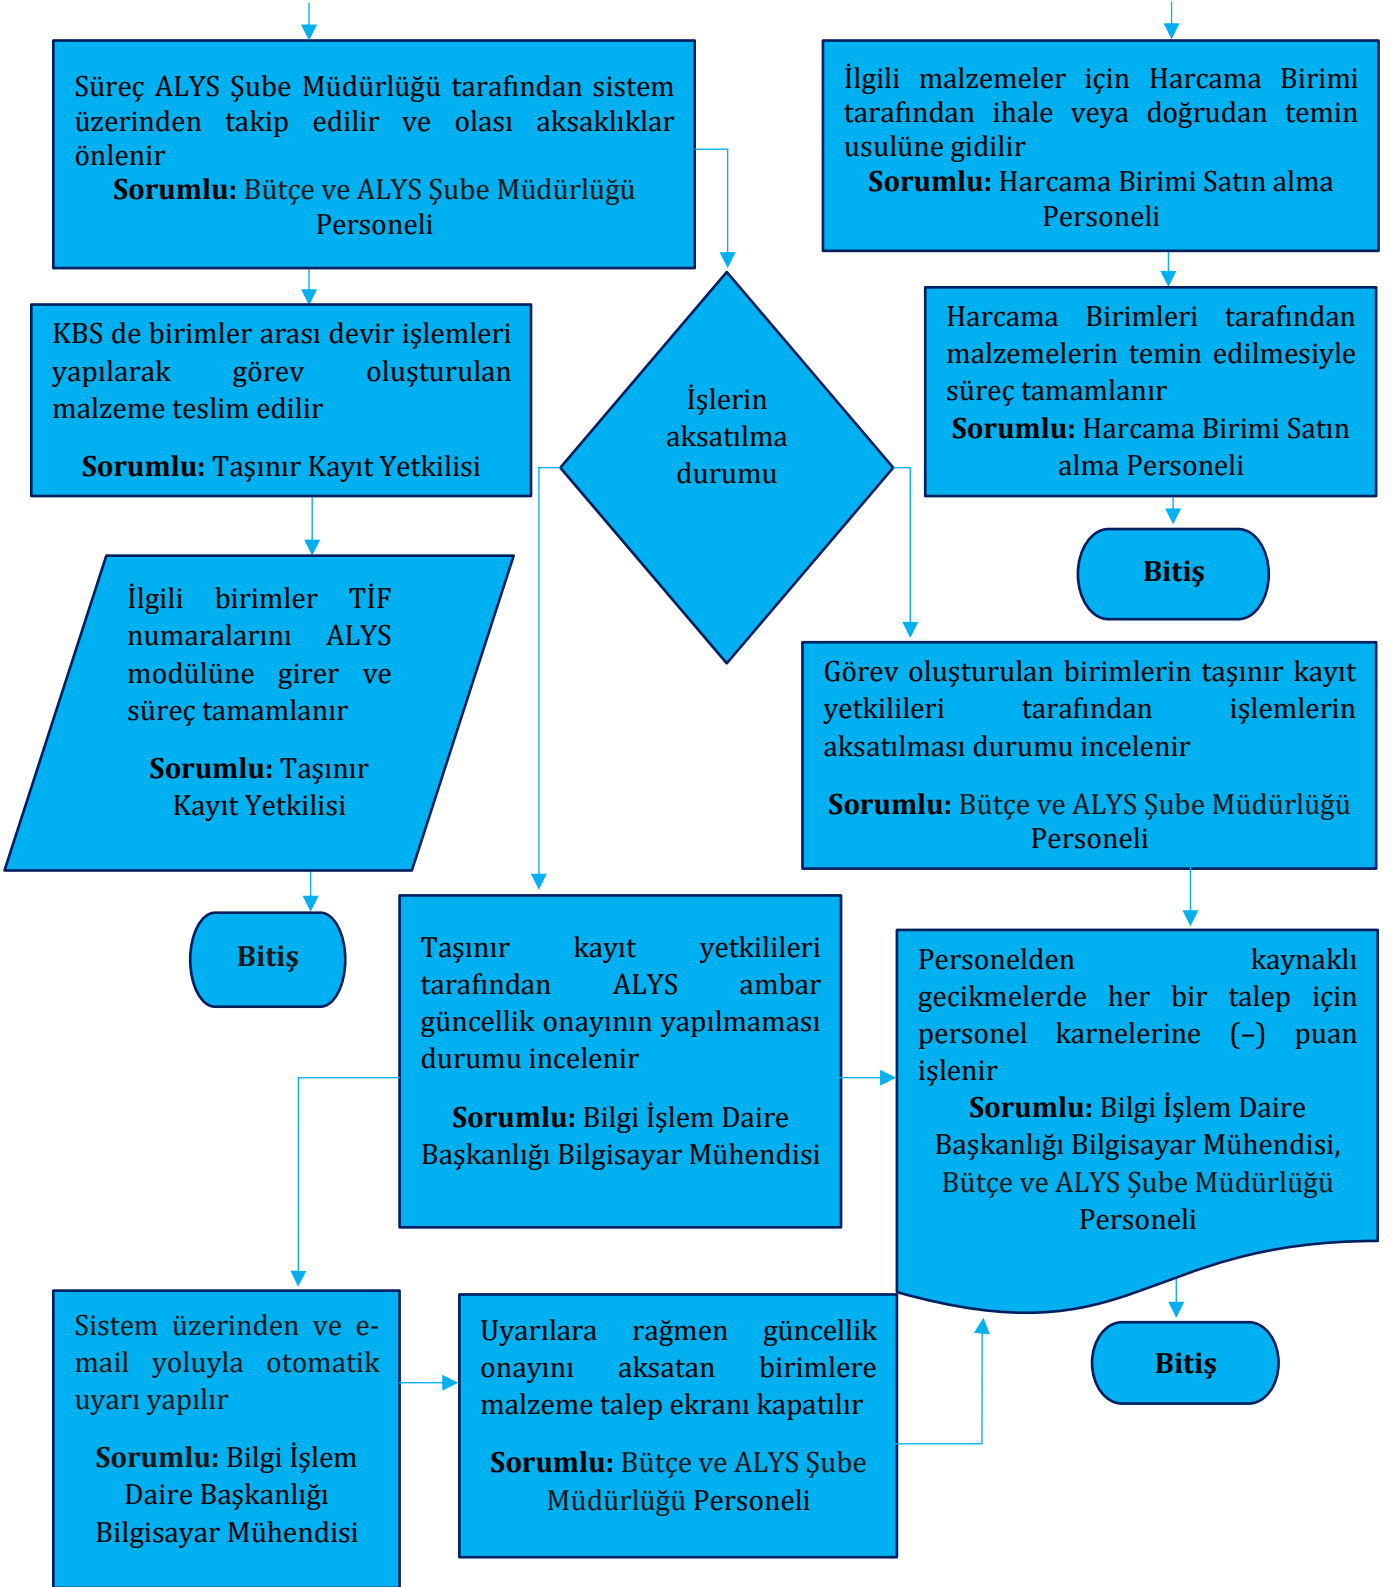 Süreç ALYS Şube Müdürlüğü tarafından sistem
üzerinden takip edilir ve olası aksaklıklar
önlenir
Sorumlu: Bütçe ve ALYS Şube Müdürlüğü
Personeli
İlgili malzemeler için Harcama Birimi
tarafından ihale veya doğrudan temin
usulüne gidilir
Sorumlu: Harcama Birimi Satın alma
Personeli
KBS de birimler arası devir işlemleri
yapılarak görev oluşturulan
malzeme teslim edilir
Sorumlu: Taşınır Kayıt Yetkilisi
İşlerin
aksatılma
durumu
Harcama Birimleri tarafından
malzemelerin temin edilmesiyle
süreç tamamlanır
Sorumlu: Harcama Birimi Satın
alma Personeli
Bitiş
İlgili birimler TİF
numaralarını ALYS
modülüne girer ve
süreç tamamlanır
Sorumlu: Taşınır
Kayıt Yetkilisi
Görev oluşturulan birimlerin taşınır kayıt
yetkilileri tarafından işlemlerin
aksatılması durumu incelenir
Sorumlu: Bütçe ve ALYS Şube Müdürlüğü
Personeli
Bitiş
Taşınır kayıt yetkilileri
tarafından ALYS ambar
güncellik onayının yapılmaması
durumu incelenir
Sorumlu: Bilgi İşlem Daire
Başkanlığı Bilgisayar Mühendisi
Personelden kaynaklı
gecikmelerde her bir talep için
personel karnelerine (–) puan
işlenir
Sorumlu: Bilgi İşlem Daire
Başkanlığı Bilgisayar Mühendisi,
Bütçe ve ALYS Şube Müdürlüğü
Personeli
Sistem üzerinden ve e-
mail yoluyla otomatik
uyarı yapılır
Sorumlu: Bilgi İşlem
Daire Başkanlığı
Bilgisayar Mühendisi
Uyarılara rağmen güncellik
onayını aksatan birimlere
malzeme talep ekranı kapatılır
Sorumlu: Bütçe ve ALYS Şube
Müdürlüğü Personeli
Bitiş